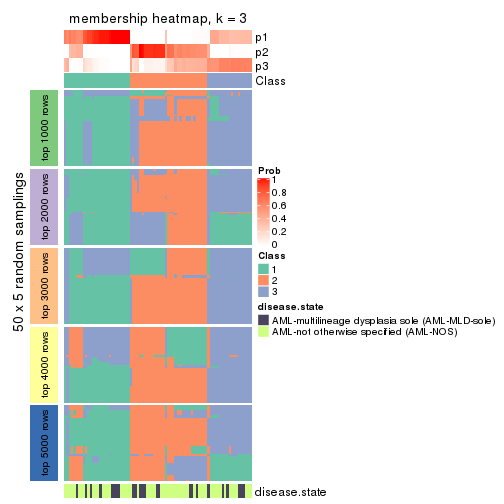 membership heatmap, k = 3
p1
p2
p3
Class
50 x 5 random samplings
top 1000 rows
top 2000 rows
top 3000 rows
top 4000 rows
top 5000 rows
Prob
1
0.8
0.6
0.4
0.2
0
Class
1
2
3
disease.state
AML-multilineage dysplasia sole (AML-MLD-sole)
AML-not otherwise specified (AML-NOS)
disease.state